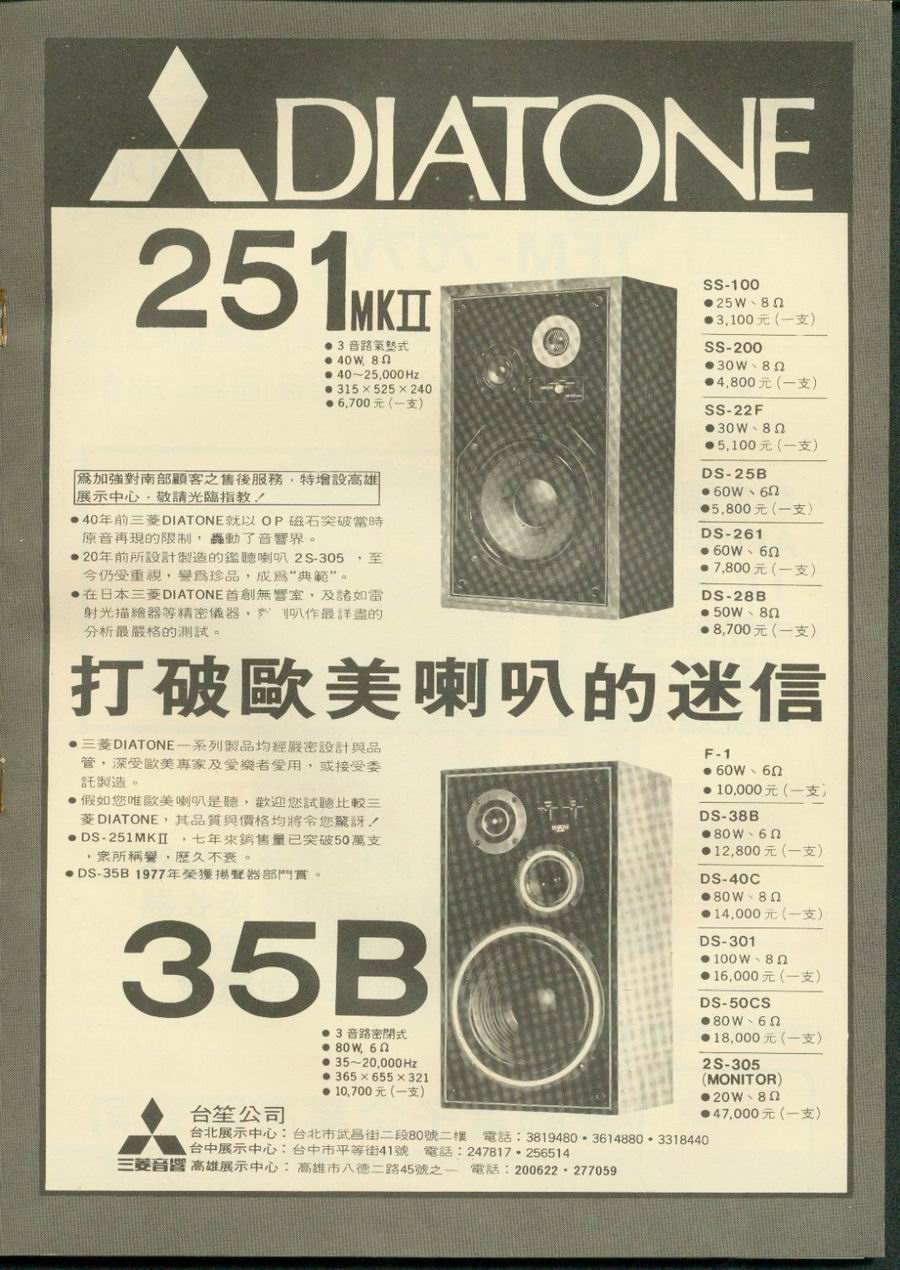 DIATONE
251MKII
● 3 音路氣墊式
● 40W, 8Ω
● 40～25,000Hz
● 315×525×240
● 6,700元(一支)
SS-100
●25W、8Ω
●3,100元(一支)
SS-200
●30W、8Ω
●4,800元(一支)
SS-22F
●30W、8Ω
●5,100元(一支)
DS-25B
●60W、6Ω
●5,800元(一支)
DS-261
●60W、6Ω
●7,800元(一支)
DS-28B
●50W、8Ω
●8,700元(一支)
爲加強對南部顧客之售後服務，特增設高雄
展示中心，敬請光臨指教！
●40年前三菱DIATONE就以 OP 磁石突破當時
原音再現的限制，轟動了音響界。
●20年前所設計製造的鑑聽喇叭 2S-305 ，至
今仍受重視，譽爲珍品，成爲"典範"。
●在日本三菱DIATONE首創無響室，及諸如雷
射光描繪器等精密儀器，對 叭作最詳盡的
分析最嚴格的測試。
打破歐美喇叭的迷信
●三菱DIATONE一系列製品均經嚴密設計與品
管，深受歐美專家及愛樂者愛用，或接受委
託製造。
●假如您唯歐美喇叭是聽，歡迎您試聽比較三
菱DIATONE，其品質與價格均將令您驚訝！
●DS-251MKII ，七年來銷售量已突破50萬支
，衆所稱譽，歷久不衰。
●DS-35B 1977年榮獲揚聲器部門賞。
F-1
●60W、6Ω
●10,000元(一支)
DS-38B
●80W、6Ω
●12,800元(一支)
DS-40C
●80W、8Ω
●14,000元(一支)
DS-301
●100W、8Ω
●16,000元(一支)
DS-50CS
●80W、6Ω
●18,000元(一支)
2S-305
(MONITOR)
●20W、8Ω
●47,000元(一支)
35B
● 3 音路密閉式
● 80W, 6Ω
● 35～20,000Hz
● 365×655×321
● 10,700元(一支)
三菱音響
台笙公司
台北展示中心：台北市武昌街二段80號二樓 電話：3819480・3614880・3318440
台中展示中心：台中市平等街41號 電話：247817・256514
高雄展示中心：高雄市八德二路45號之一 電話：200622・277059